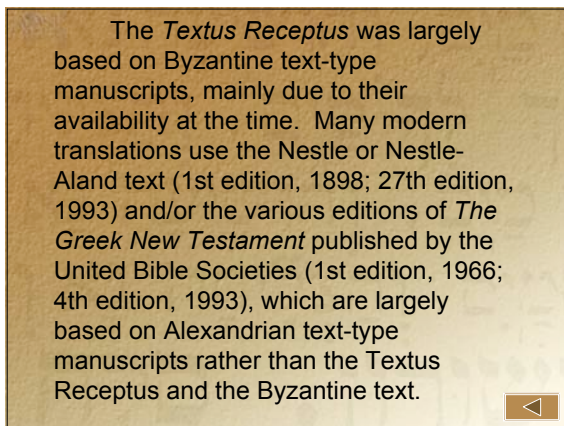 The Textus Receptus was largely
based on Byzantine text-type
manuscripts, mainly due to their
availability at the time.  Many modern
translations use the Nestle or Nestle-
Aland text (1st edition, 1898; 27th edition,
1993) and/or the various editions of The
Greek New Testament published by the
United Bible Societies (1st edition, 1966;
4th edition, 1993), which are largely
based on Alexandrian text-type
manuscripts rather than the Textus
Receptus and the Byzantine text.